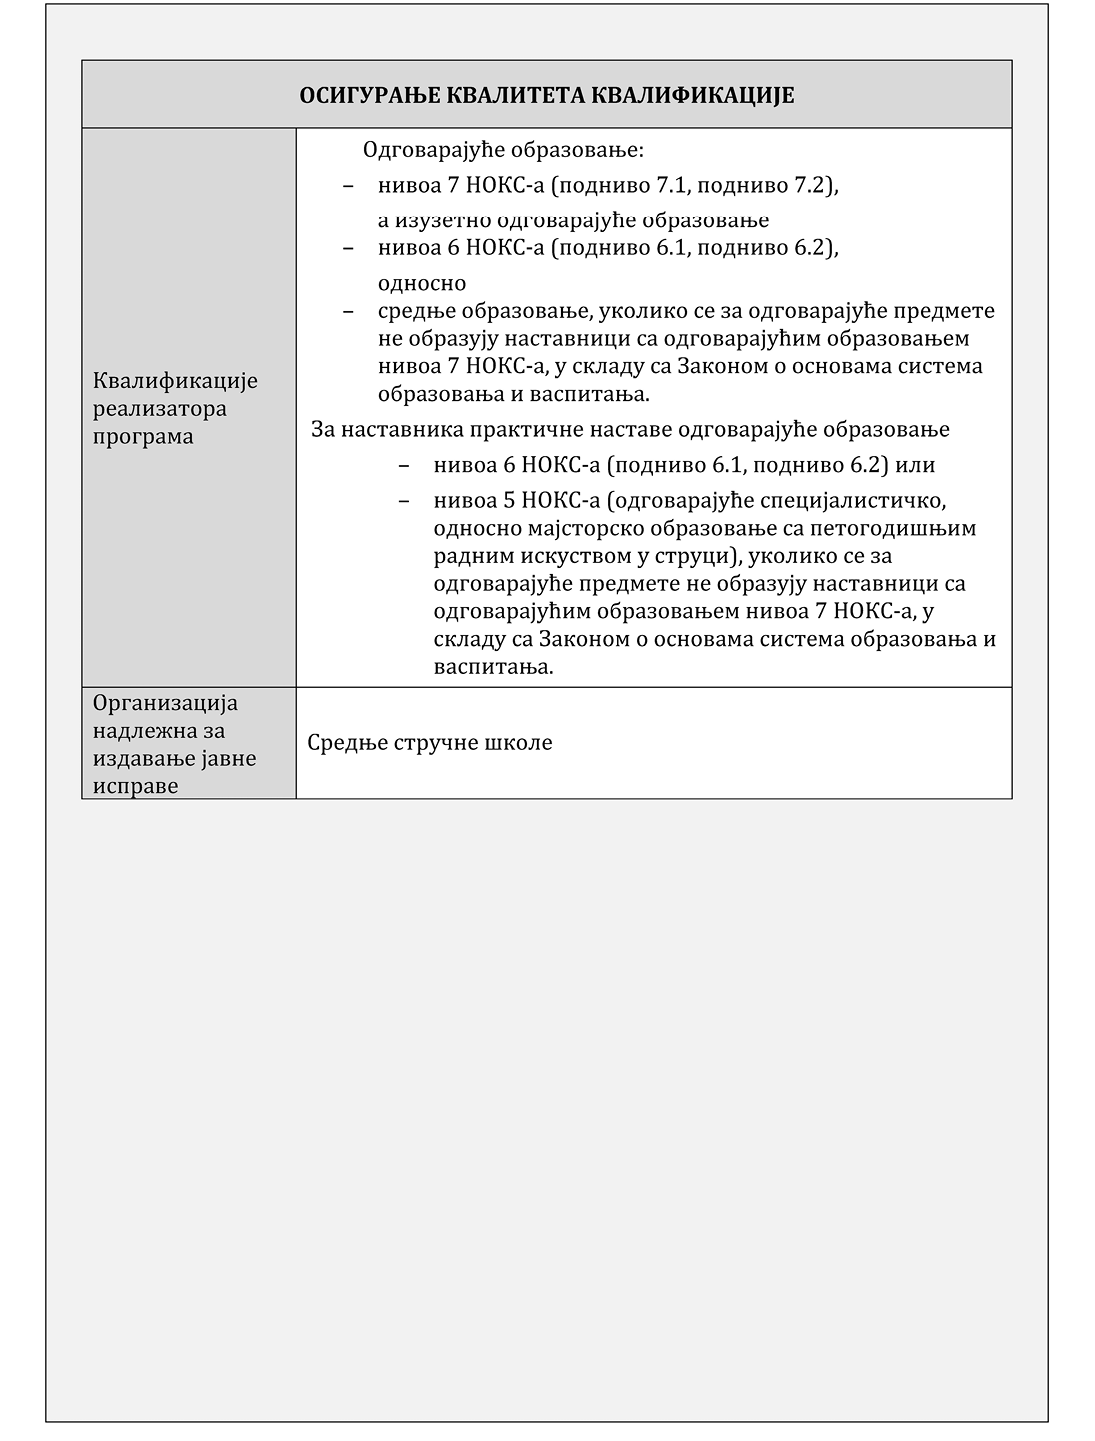 ОСИГУРАЊЕ КВАЛИТЕТА КВАЛИФИКАЦИЈЕ
Квалификације
реализатора
програма
Одговарајуће образовање:
– нивоа 7 НОКС-а (подниво 7.1, подниво 7.2),
а изузетно одговарајуће образовање
– нивоа 6 НОКС-а (подниво 6.1, подниво 6.2),
односно
– средње образовање, уколико се за одговарајуће предмете
не образују наставници са одговарајућим образовањем
нивоа 7 НОКС-а, у складу са Законом о основама система
образовања и васпитања.
За наставника практичне наставе одговарајуће образовање
– нивоа 6 НОКС-а (подниво 6.1, подниво 6.2) или
– нивоа 5 НОКС-а (одговарајуће специјалистичко,
односно мајсторско образовање са петогодишњим
радним искуством у струци), уколико се за
одговарајуће предмете не образују наставници са
одговарајућим образовањем нивоа 7 НОКС-а, у
складу са Законом о основама система образовања и
васпитања.
Организација
надлежна за
издавање јавне
исправе
Средње стручне школе